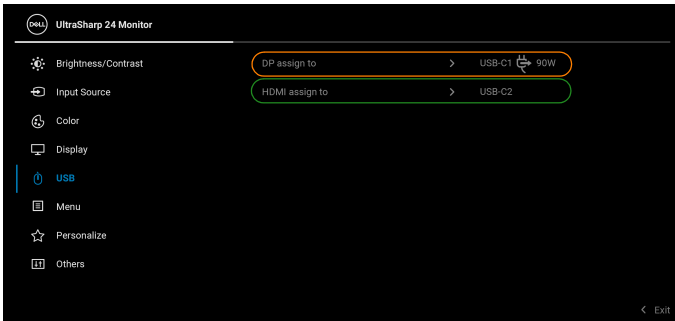 DELL UltraSharp 24 Monitor
Brightness/Contrast
DP assign to > USB-C1 90W
Input Source
HDMI assign to > USB-C2
Color
Display
USB
Menu
Personalize
Others
< Exit